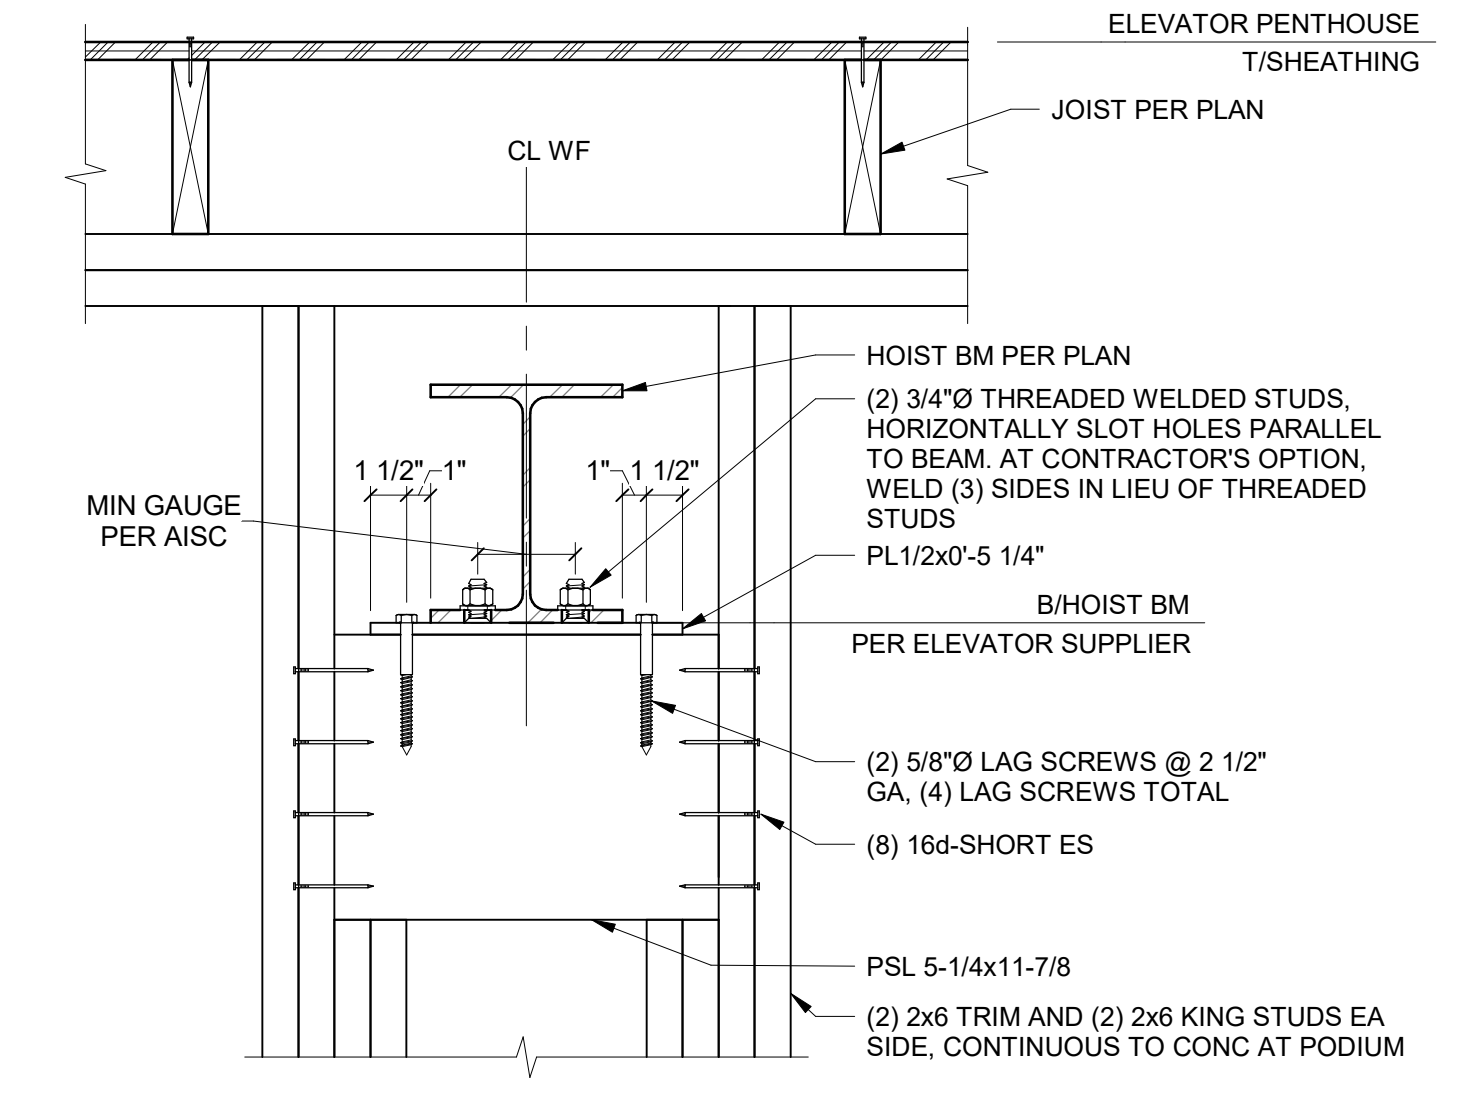 ELEVATOR PENTHOUSE
T/SHEATHING
JOIST PER PLAN
CL WF
HOIST BM PER PLAN
(2) 3/4"Ø THREADED WELDED STUDS,
HORIZONTALLY SLOT HOLES PARALLEL
TO BEAM. AT CONTRACTOR'S OPTION,
WELD (3) SIDES IN LIEU OF THREADED
STUDS
1 1/2" 1" 1" 1 1/2"
MIN GAUGE
PER AISC
PL1/2x0'-5 1/4"
B/HOIST BM
PER ELEVATOR SUPPLIER
(2) 5/8"Ø LAG SCREWS @ 2 1/2"
GA, (4) LAG SCREWS TOTAL
(8) 16d-SHORT ES
PSL 5-1/4x11-7/8
(2) 2x6 TRIM AND (2) 2x6 KING STUDS EA
SIDE, CONTINUOUS TO CONC AT PODIUM